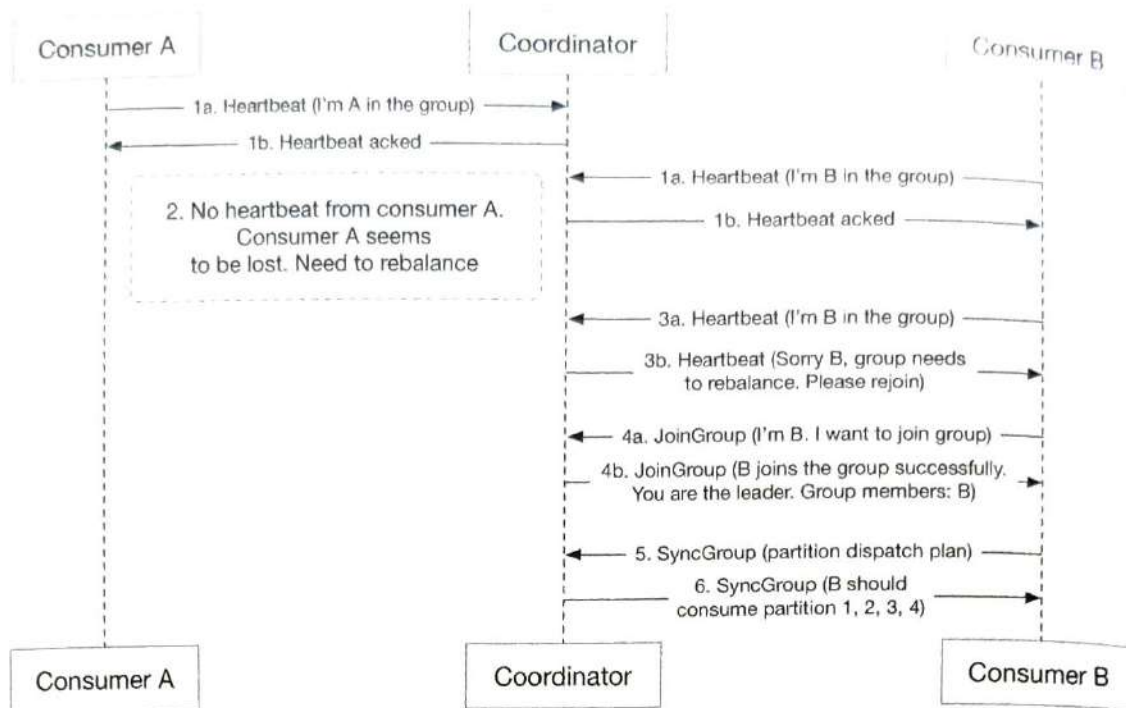 Consumer A
Coordinator
Consumer B
1a. Heartbeat (I'm A in the group)
1b. Heartbeat acked
1a. Heartbeat (I'm B in the group)
1b. Heartbeat acked
2. No heartbeat from consumer A.
Consumer A seems
to be lost. Need to rebalance
3a. Heartbeat (I'm B in the group)
3b. Heartbeat (Sorry B, group needs
to rebalance. Please rejoin)
4a. JoinGroup (I'm B. I want to join group)
4b. JoinGroup (B joins the group successfully.
You are the leader. Group members: B)
5. SyncGroup (partition dispatch plan)
6. SyncGroup (B should
consume partition 1, 2, 3, 4)
Consumer A
Coordinator
Consumer B